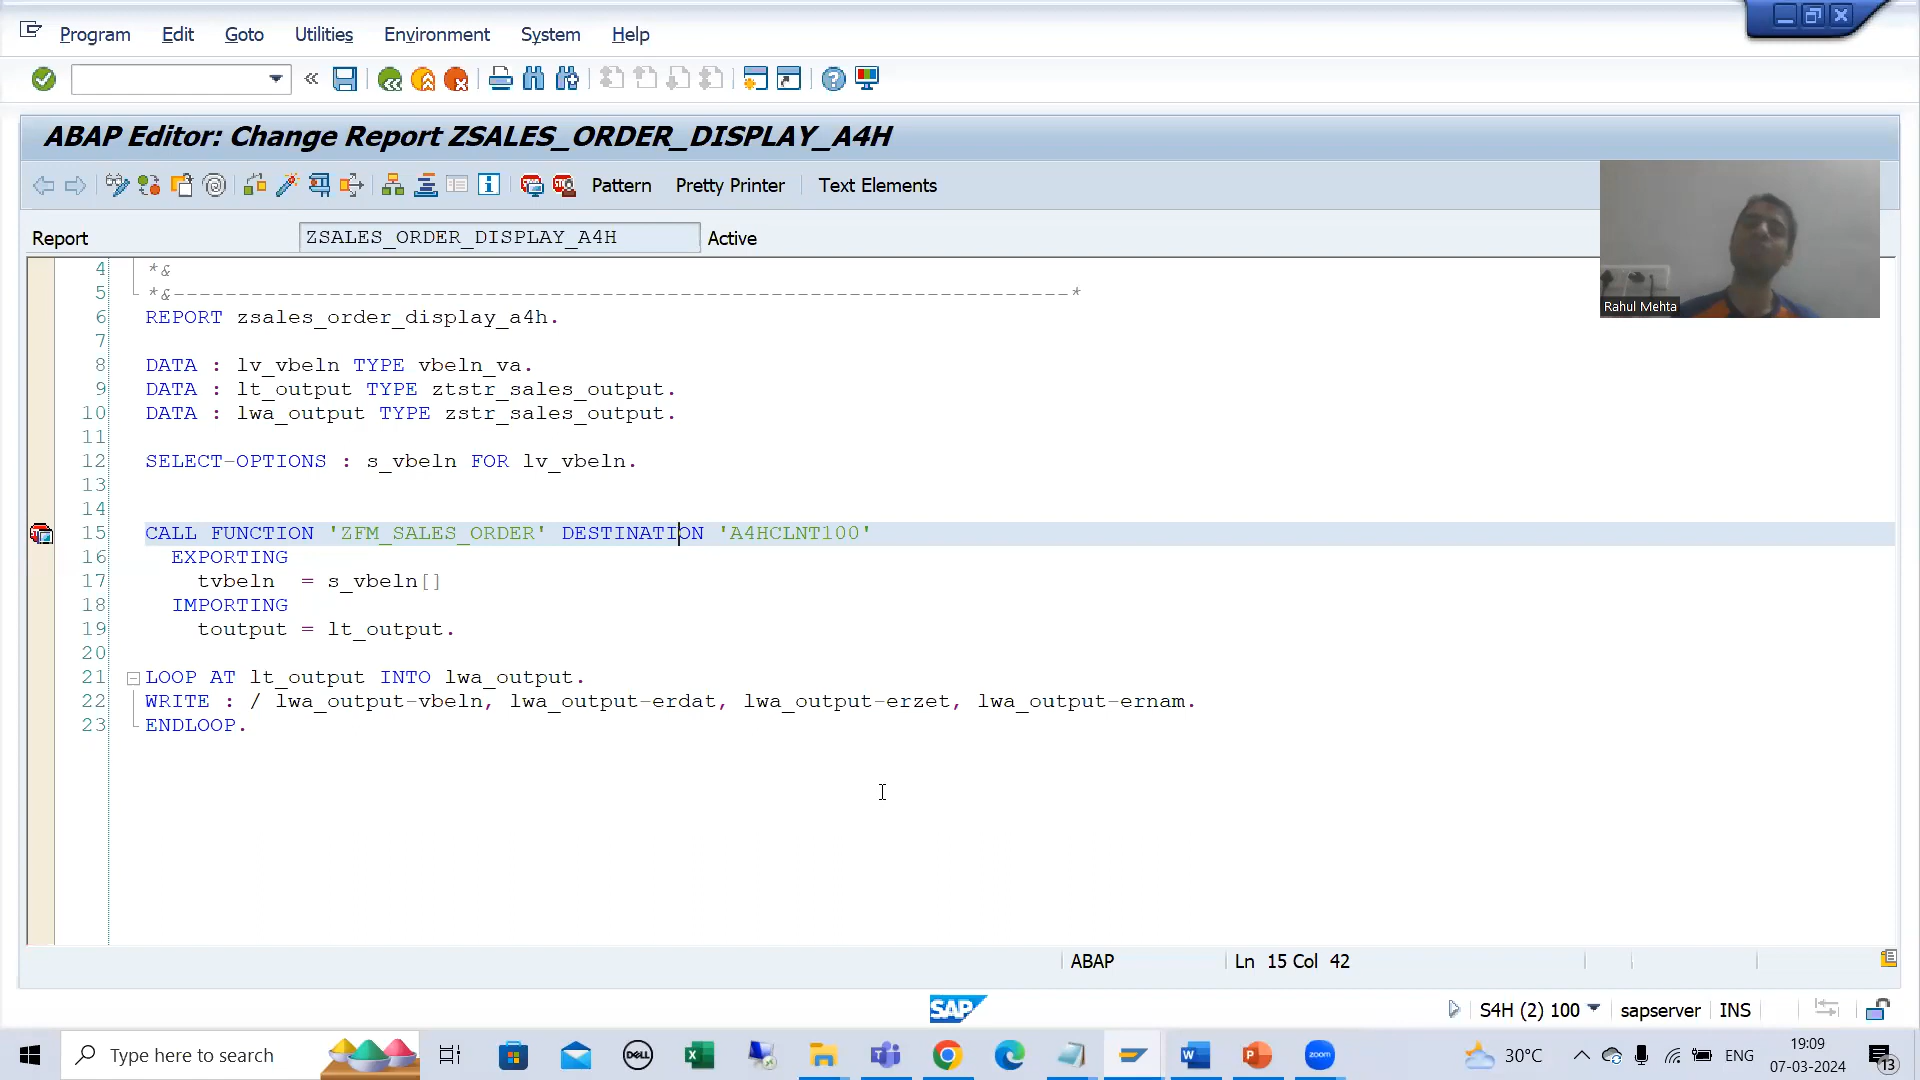 Program Edit Goto Utilities Environment System Help
ABAP Editor: Change Report ZSALES_ORDER_DISPLAY_A4H
Pattern Pretty Printer Text Elements
Report ZSALES_ORDER_DISPLAY_A4H Active
Rahul Mehta
4 *&
5 *&---------------------------------------------------------------------*
6 REPORT zsales_order_display_a4h.
7
8 DATA : lv_vbeln TYPE vbeln_va.
9 DATA : lt_output TYPE ztstr_sales_output.
10 DATA : lwa_output TYPE zstr_sales_output.
11
12 SELECT-OPTIONS : s_vbeln FOR lv_vbeln.
13
14
15 CALL FUNCTION 'ZFM_SALES_ORDER' DESTINATION 'A4HCLNT100'
16 EXPORTING
17 tvbeln = s_vbeln[]
18 IMPORTING
19 toutput = lt_output.
20
21 LOOP AT lt_output INTO lwa_output.
22 WRITE : / lwa_output-vbeln, lwa_output-erdat, lwa_output-erzet, lwa_output-ernam.
23 ENDLOOP.
ABAP Ln 15 Col 42
SAP S4H (2) 100 sapserver INS
Type here to search DELL zoom 30°C ENG 19:09
07-03-2024 13